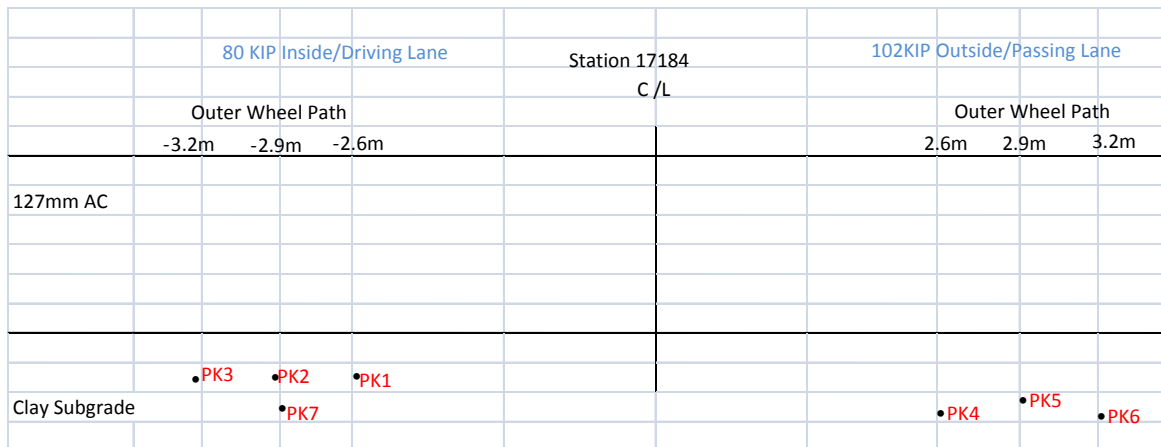 80 KIP Inside/Driving Lane
Station 17184
102KIP Outside/Passing Lane
C /L
Outer Wheel Path
Outer Wheel Path
-3.2m
-2.9m
-2.6m
2.6m
2.9m
3.2m
127mm AC
PK3
PK2
PK1
Clay Subgrade
PK7
PK4
PK5
PK6